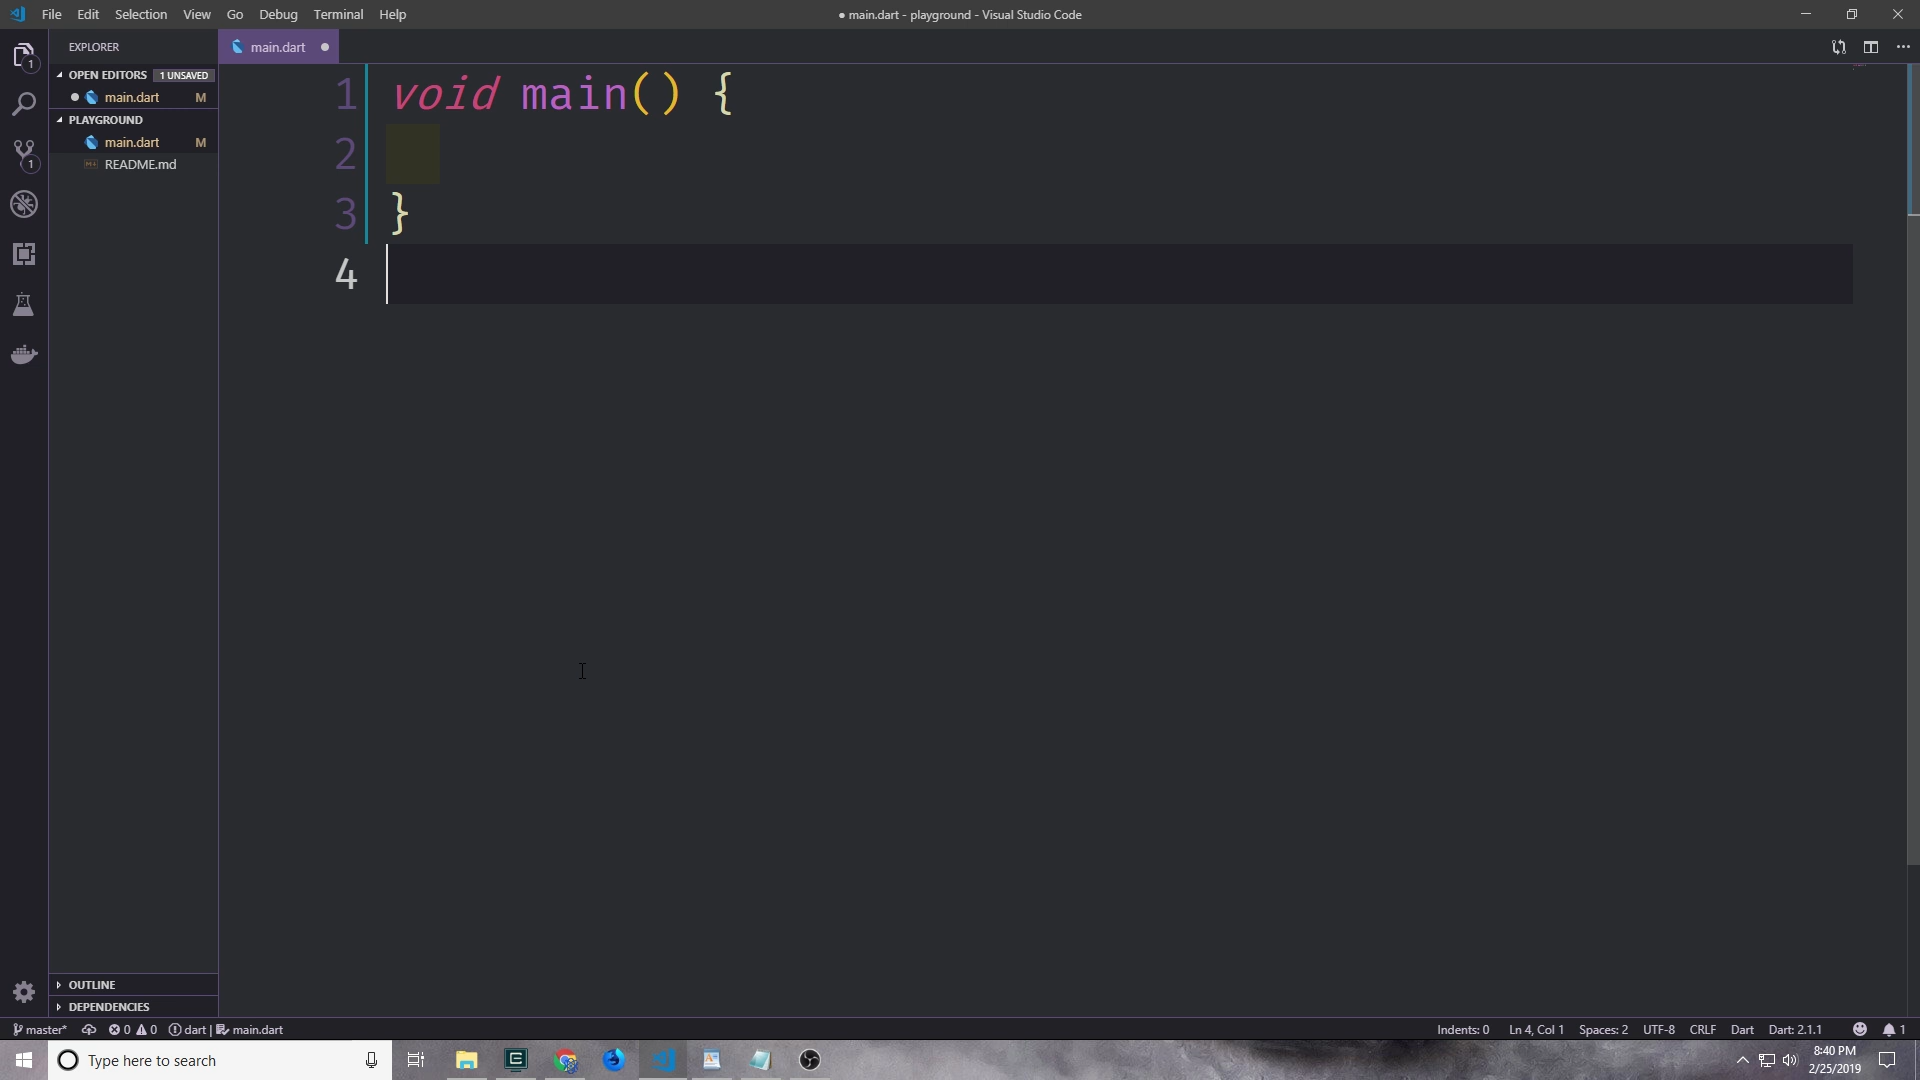 File Edit Selection View Go Debug Terminal Help
● main.dart - playground - Visual Studio Code
EXPLORER
main.dart
OPEN EDITORS 1 UNSAVED
main.dart M
PLAYGROUND
main.dart M
README.md
OUTLINE
DEPENDENCIES
1
1
1 void main() {
2
3 }
4
master* 0 0 dart | main.dart
Indents: 0 Ln 4, Col 1 Spaces: 2 UTF-8 CRLF Dart Dart: 2.1.1 1
Type here to search
8:40 PM
2/25/2019